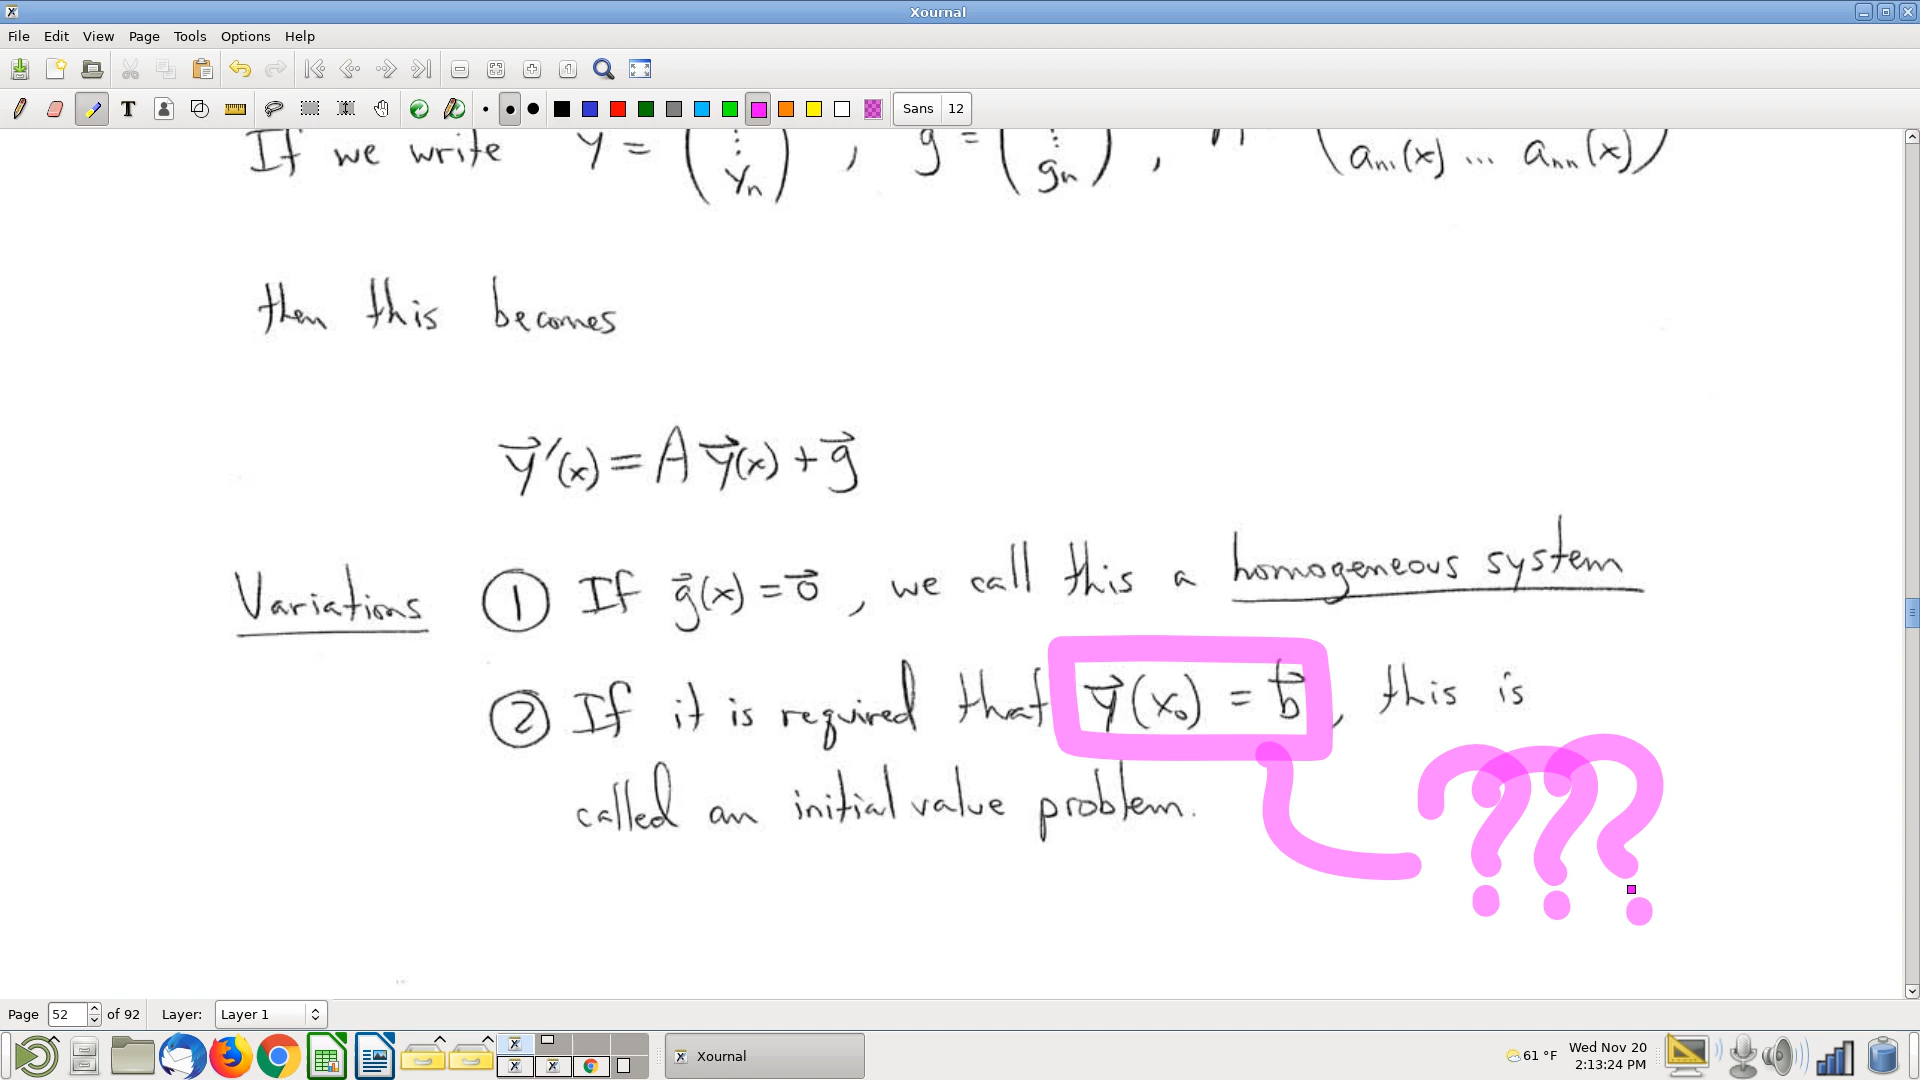 Xournal
File Edit View Page Tools Options Help
Sans 12
If we write y = ( ⋮ yₙ ) , g = ( ⋮ gₙ ) , ( aₙ₁(x) ... aₙₙ(x) )
then this becomes
y⃗′(x) = A y⃗(x) + g⃗
Variations ① If g⃗(x) = 0⃗ , we call this a homogeneous system
② If it is required that y⃗(x₀) = b⃗ , this is
called an initial value problem.
???
Page 52 of 92 Layer: Layer 1
Xournal
61 °F
Wed Nov 20
2:13:24 PM